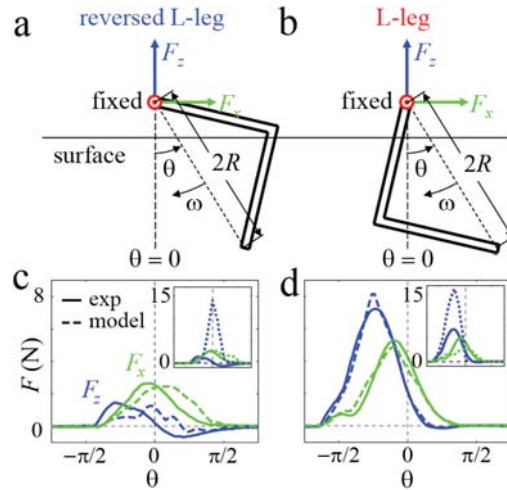 a reversed L-leg b L-leg
F_z F_z
fixed F_x fixed F_x
surface θ 2R θ 2R
ω ω
θ = 0 θ = 0
c d
8 exp 15 15
model
F (N) F_x 0 0
F_z
0
−π/2 0 π/2 −π/2 0 π/2
θ θ